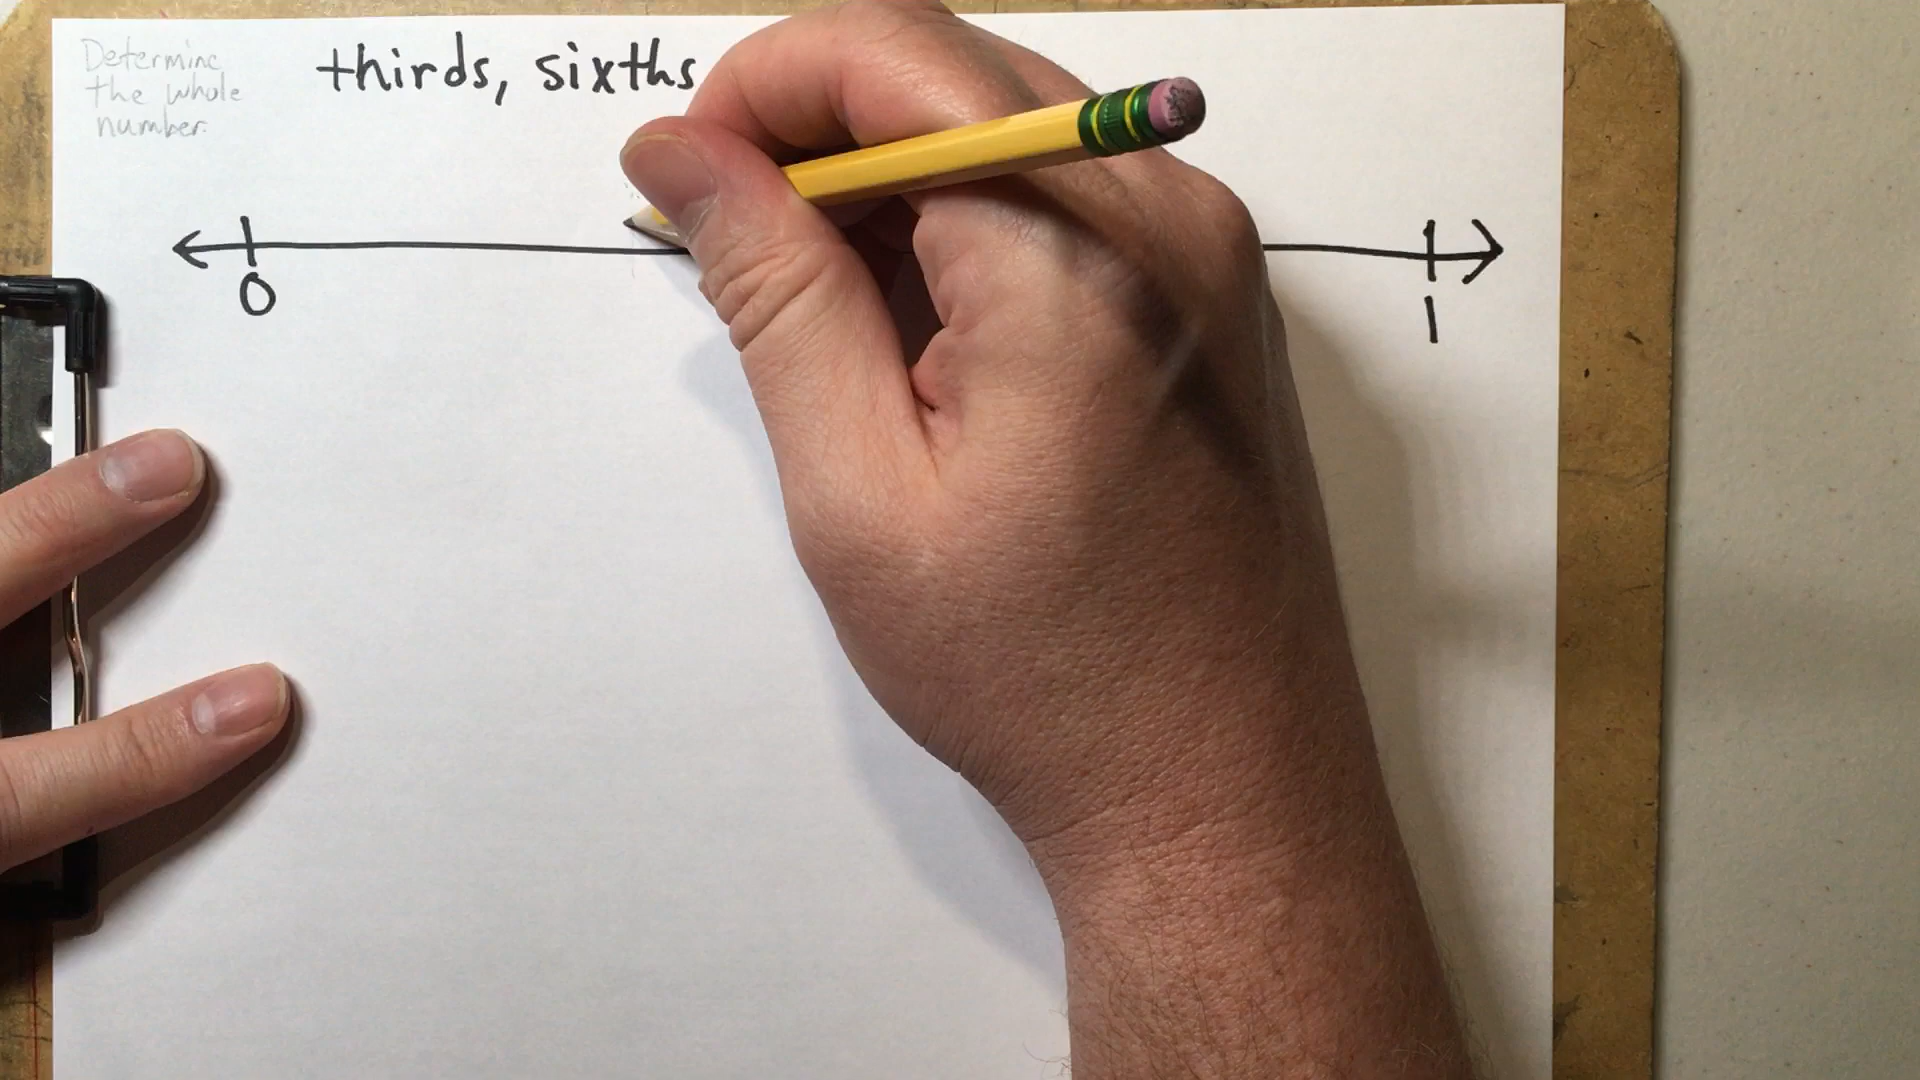 Determine
the whole
number.
thirds, sixths
0
1